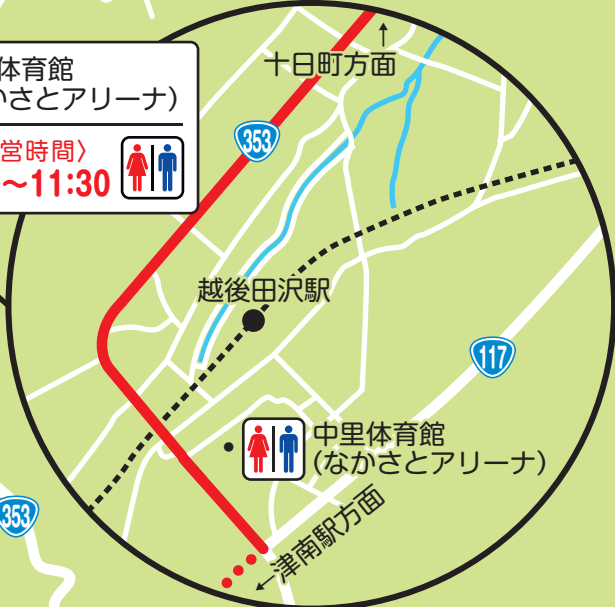 十日町方面
体育館
さとアリーナ）
営時間〉
〜11:30
353
越後田沢駅
117
中里体育館
（なかさとアリーナ）
353
←津南駅方面